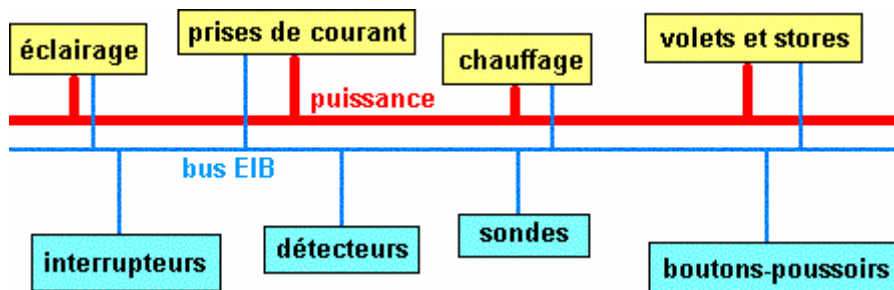 éclairage
prises de courant
chauffage
volets et stores
puissance
bus EIB
interrupteurs
détecteurs
sondes
boutons-poussoirs